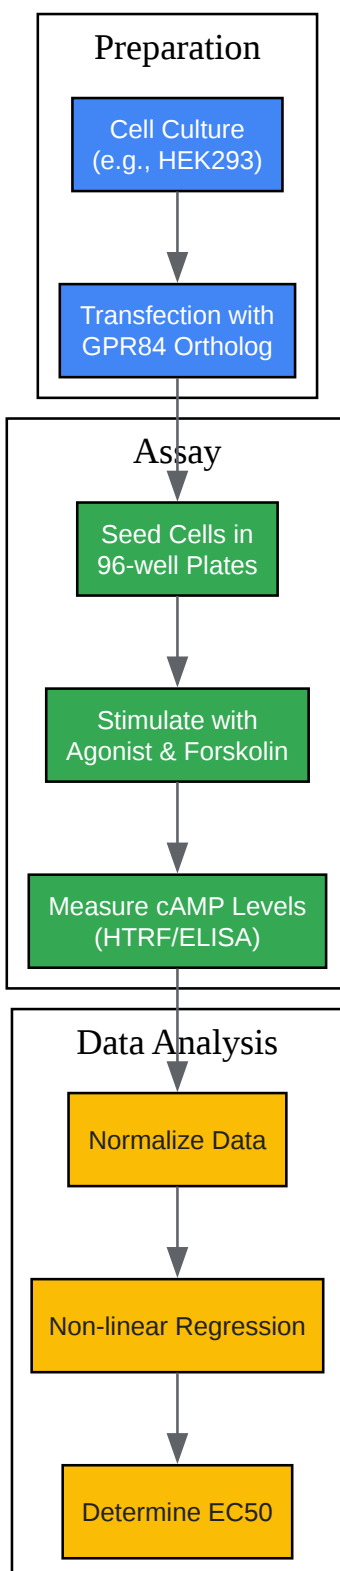 Preparation
Cell Culture
(e.g., HEK293)
Transfection with
GPR84 Ortholog
Assay
Seed Cells in
96-well Plates
Stimulate with
Agonist & Forskolin
Measure cAMP Levels
(HTRF/ELISA)
Data Analysis
Normalize Data
Non-linear Regression
Determine EC50